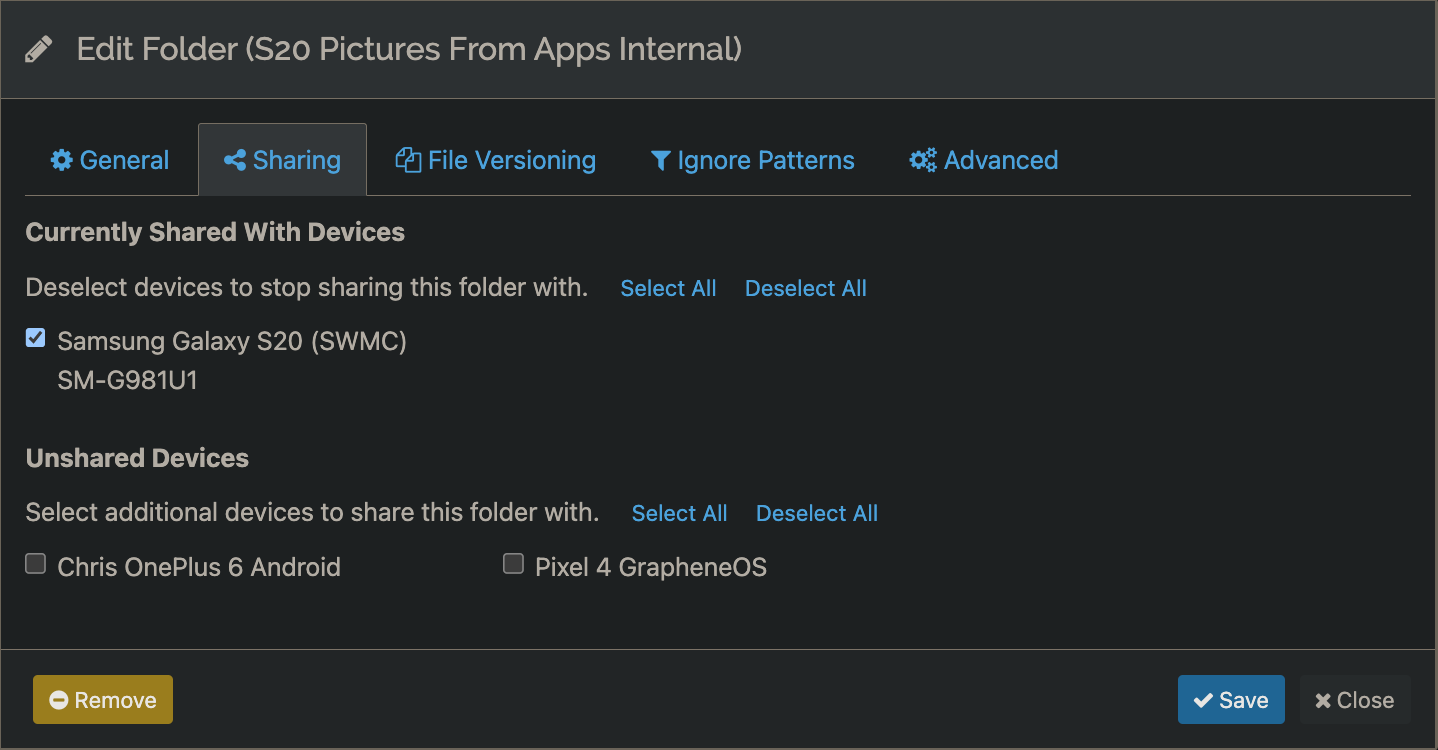 Edit Folder (S20 Pictures From Apps Internal)
General Sharing File Versioning Ignore Patterns Advanced
Currently Shared With Devices
Deselect devices to stop sharing this folder with. Select All Deselect All
Samsung Galaxy S20 (SWMC)
SM-G981U1
Unshared Devices
Select additional devices to share this folder with. Select All Deselect All
Chris OnePlus 6 Android Pixel 4 GrapheneOS
Remove Save Close